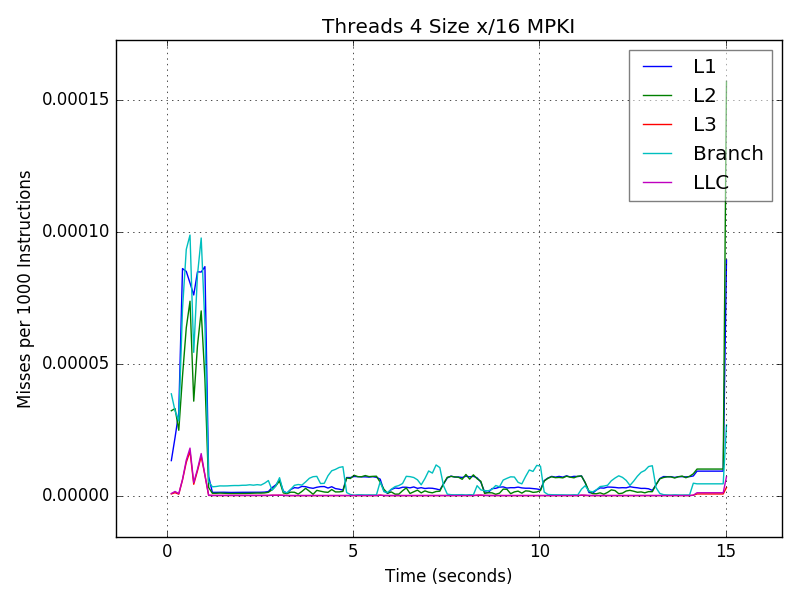 Threads 4 Size x/16 MPKI
L1
L2
L3
Branch
LLC
0.00015
0.00010
0.00005
0.00000
Misses per 1000 Instructions
0
5
10
15
Time (seconds)